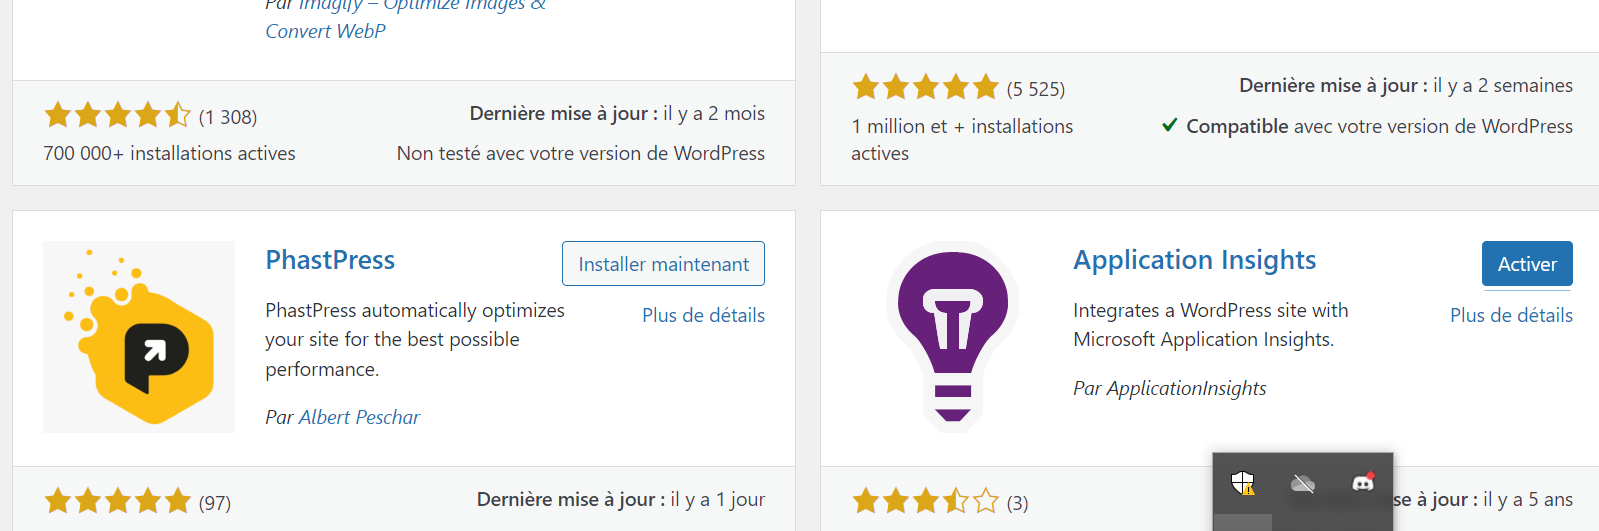 Par Imagify – Optimize Images &
Convert WebP
(1 308)
Dernière mise à jour : il y a 2 mois
700 000+ installations actives
Non testé avec votre version de WordPress
(5 525)
Dernière mise à jour : il y a 2 semaines
1 million et + installations
actives
Compatible avec votre version de WordPress
PhastPress
Installer maintenant
PhastPress automatically optimizes
your site for the best possible
performance.
Plus de détails
Par Albert Peschar
(97)
Dernière mise à jour : il y a 1 jour
Application Insights
Activer
Integrates a WordPress site with
Microsoft Application Insights.
Plus de détails
Par ApplicationInsights
(3)
se à jour : il y a 5 ans